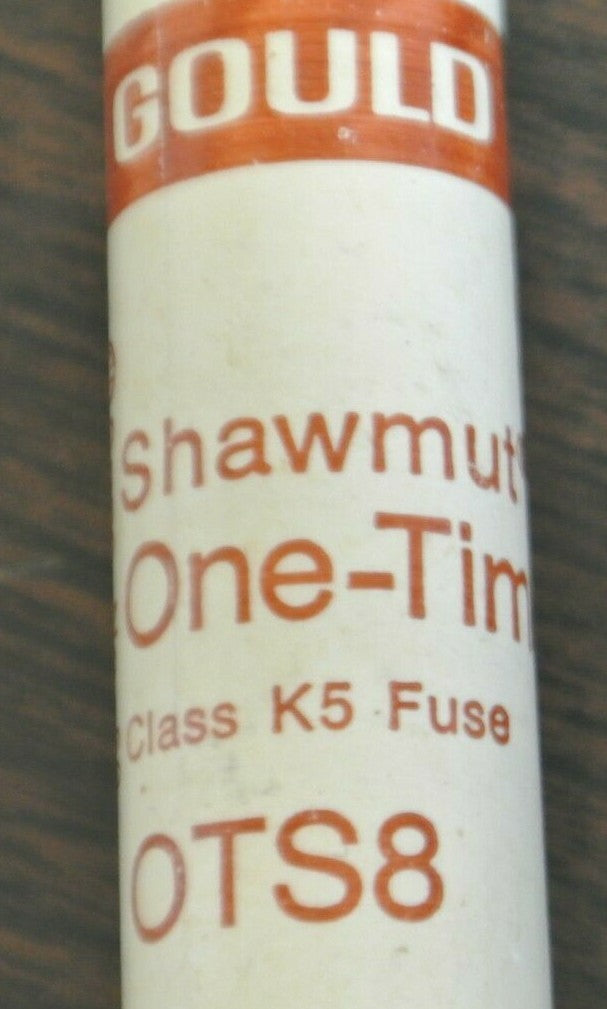 GOULD
Shawmut
One-Tim
Class K5 Fuse
OTS8